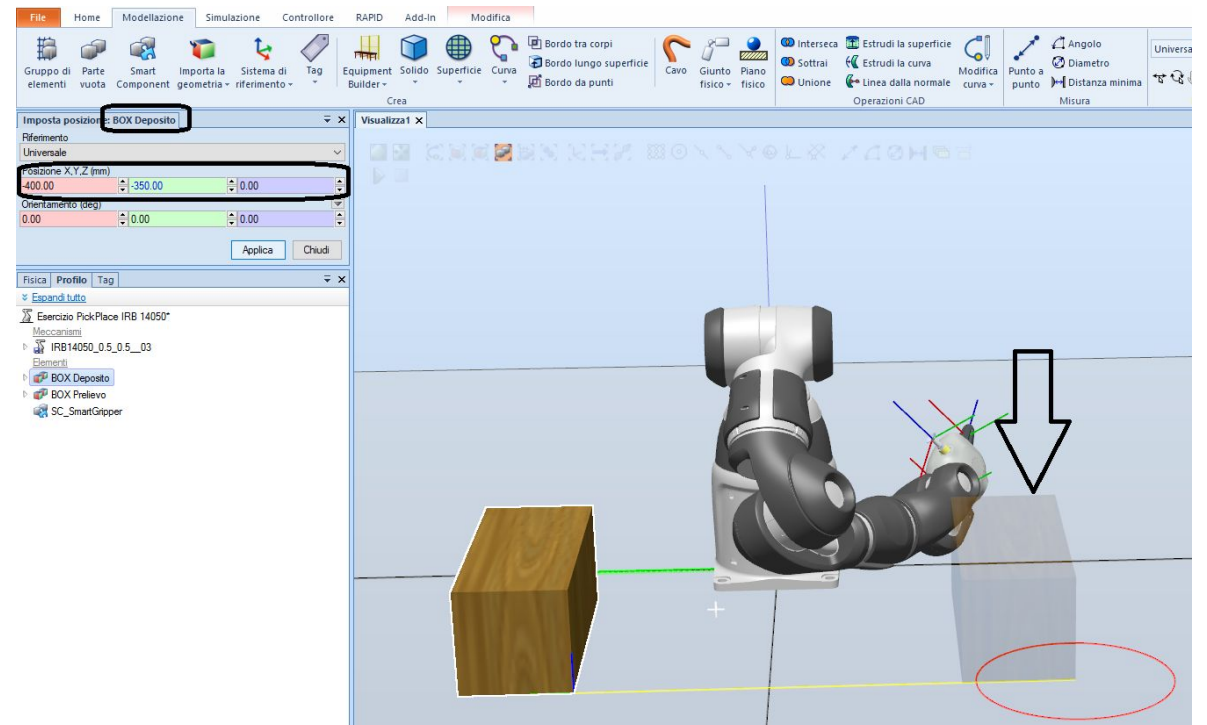 File Home Modellazione Simulazione Controllore RAPID Add-In Modifica
Gruppo di elementi
Parte vuota
Smart Component
Importa la geometria
Sistema di riferimento
Tag
Equipment Builder
Solido
Superficie
Curva
Bordo tra corpi
Bordo lungo superficie
Bordo da punti
Crea
Cavo
Giunto fisico
Piano fisico
Interseca
Sottrai
Unione
Estrudi la superficie
Estrudi la curva
Linea dalla normale
Modifica curva
Operazioni CAD
Punto a punto
Angolo
Diametro
Distanza minima
Misura
Universa
Imposta posizione: BOX Deposito
Riferimento
Universale
Posizione X,Y,Z (mm)
-400.00 -350.00 0.00
Orientamento (deg)
0.00 0.00 0.00
Applica Chiudi
Fisica Profilo Tag
Espandi tutto
Esercizio PickPlace IRB 14050*
Meccanismi
IRB14050_0.5_0.5__03
Elementi
BOX Deposito
BOX Prelievo
SC_SmartGripper
Visualizza1